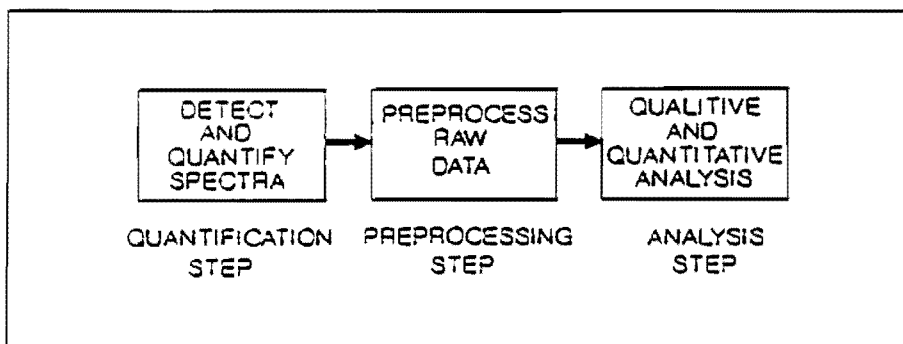 DETECT
AND
QUANTIFY
SPECTRA
PREPROCESS
RAW
DATA
QUALITIVE
AND
QUANTITATIVE
ANALYSIS
QUANTIFICATION
STEP
PREPROCESSING
STEP
ANALYSIS
STEP